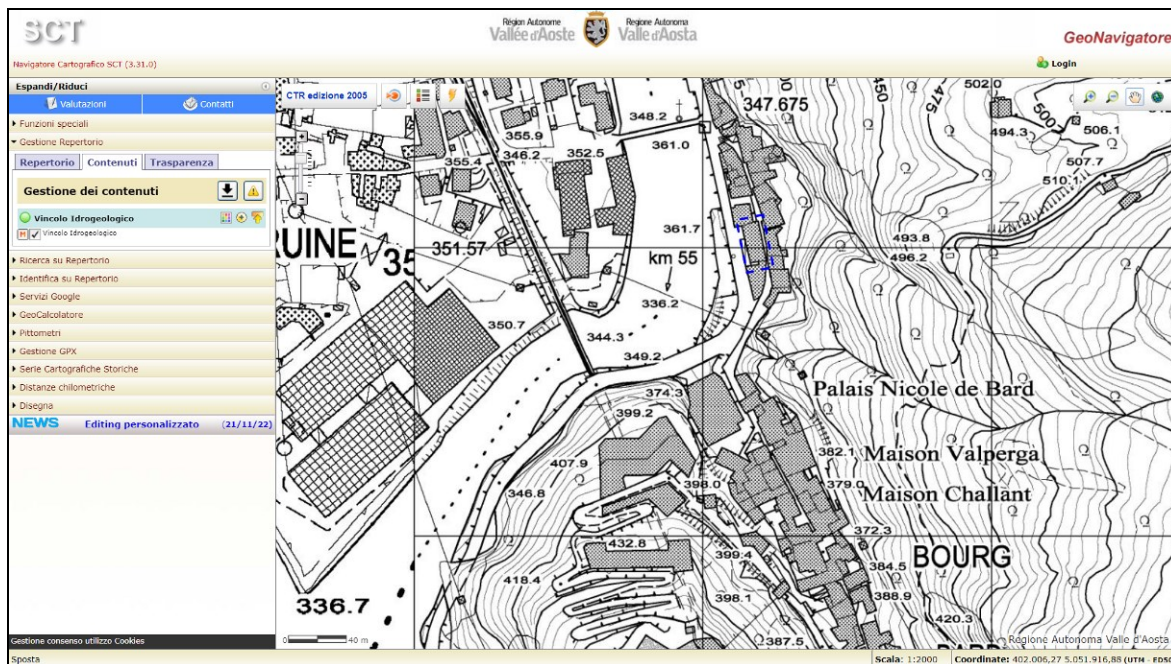 SCT
Région Autonome
Vallée d'Aoste
Regione Autonoma
Valle d'Aosta
GeoNavigatore
Navigatore Cartografico SCT (3.31.0)
Login
Espandi/Riduci
Valutazioni
Contatti
Funzioni speciali
Gestione Repertorio
Repertorio
Contenuti
Trasparenza
Gestione dei contenuti
Vincolo Idrogeologico
M Vincolo Idrogeologico
Ricerca su Repertorio
Identifica su Repertorio
Servizi Google
GeoCalcolatore
Pittometri
Gestione GPX
Serie Cartografiche Storiche
Distanze chilometriche
Disegna
NEWS Editing personalizzato (21/11/22)
Gestione consenso utilizzo Cookies
Sposta
CTR edizione 2005
348.2
347.675
450
475
502.0
500
494.3
506.1
355.9
346.2
352.5
361.0
355.4
507.7
510.1
361.7
351.57
493.8
496.2
RUINE
35
km 55
336.2
350.7
344.3
349.2
374.3
Palais Nicole de Bard
399.2
382.1
Maison Valperga
407.9
379.0
398.0
346.8
Maison Challant
372.3
432.8
399.4
BOURG
384.5
418.4
388.9
336.7
398.1
420.3
387.5
40 m
Regione Autonoma Valle d'Aosta
Scala: 1:2000
Coordinate: 402.006,27 5.051.916,88 (UTM - ED50